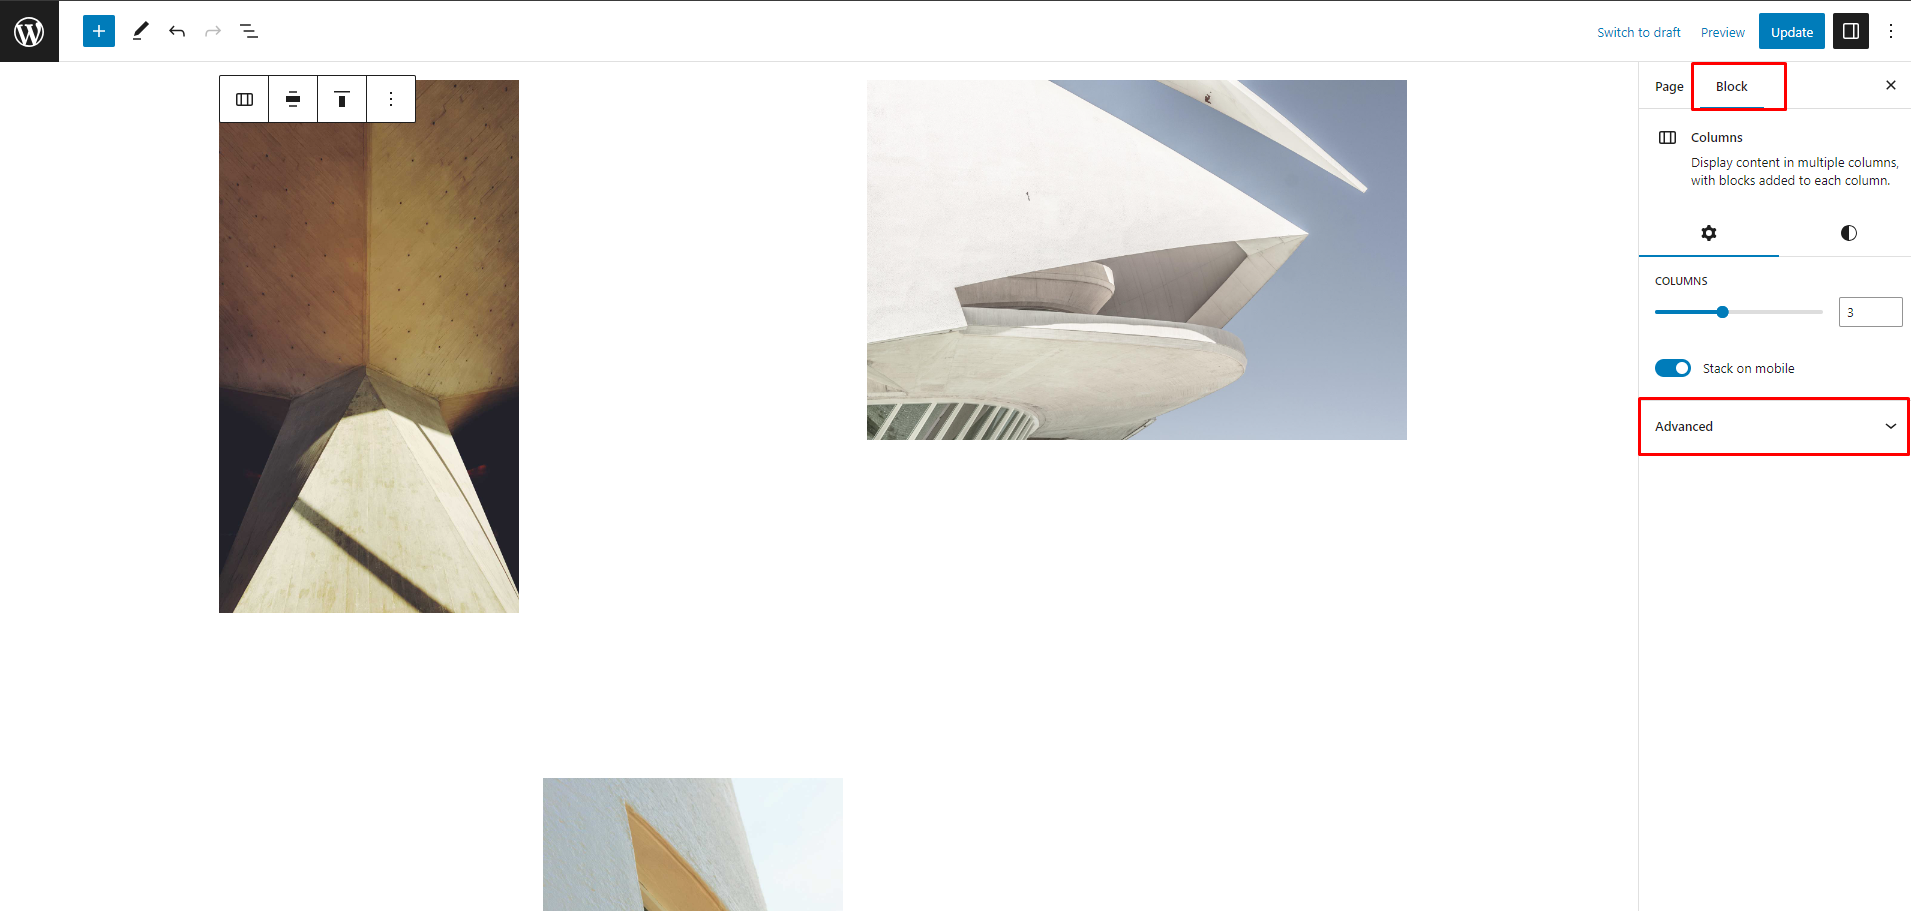 Switch to draft
Preview
Update
Page
Block
Columns
Display content in multiple columns,
with blocks added to each column.
COLUMNS
3
Stack on mobile
Advanced